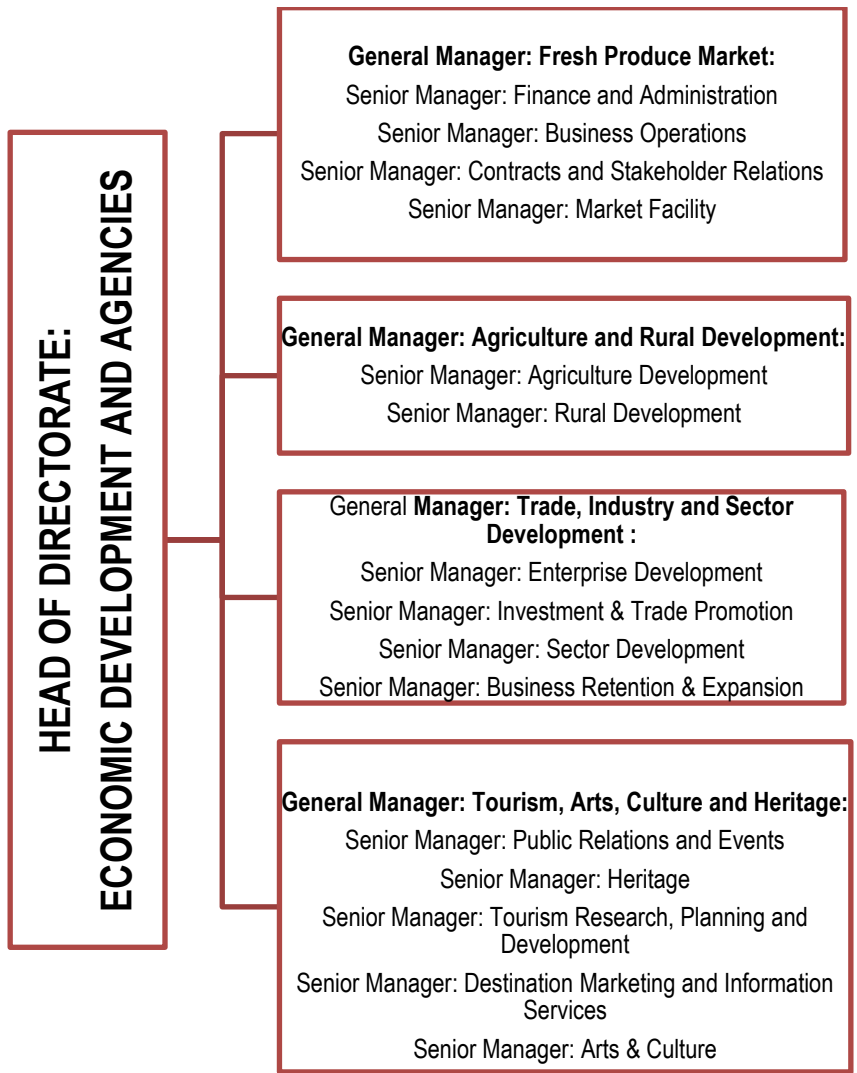 HEAD OF DIRECTORATE:
ECONOMIC DEVELOPMENT AND AGENCIES
General Manager: Fresh Produce Market:
Senior Manager: Finance and Administration
Senior Manager: Business Operations
Senior Manager: Contracts and Stakeholder Relations
Senior Manager: Market Facility
General Manager: Agriculture and Rural Development:
Senior Manager: Agriculture Development
Senior Manager: Rural Development
General Manager: Trade, Industry and Sector
Development :
Senior Manager: Enterprise Development
Senior Manager: Investment & Trade Promotion
Senior Manager: Sector Development
Senior Manager: Business Retention & Expansion
General Manager: Tourism, Arts, Culture and Heritage:
Senior Manager: Public Relations and Events
Senior Manager: Heritage
Senior Manager: Tourism Research, Planning and
Development
Senior Manager: Destination Marketing and Information
Services
Senior Manager: Arts & Culture